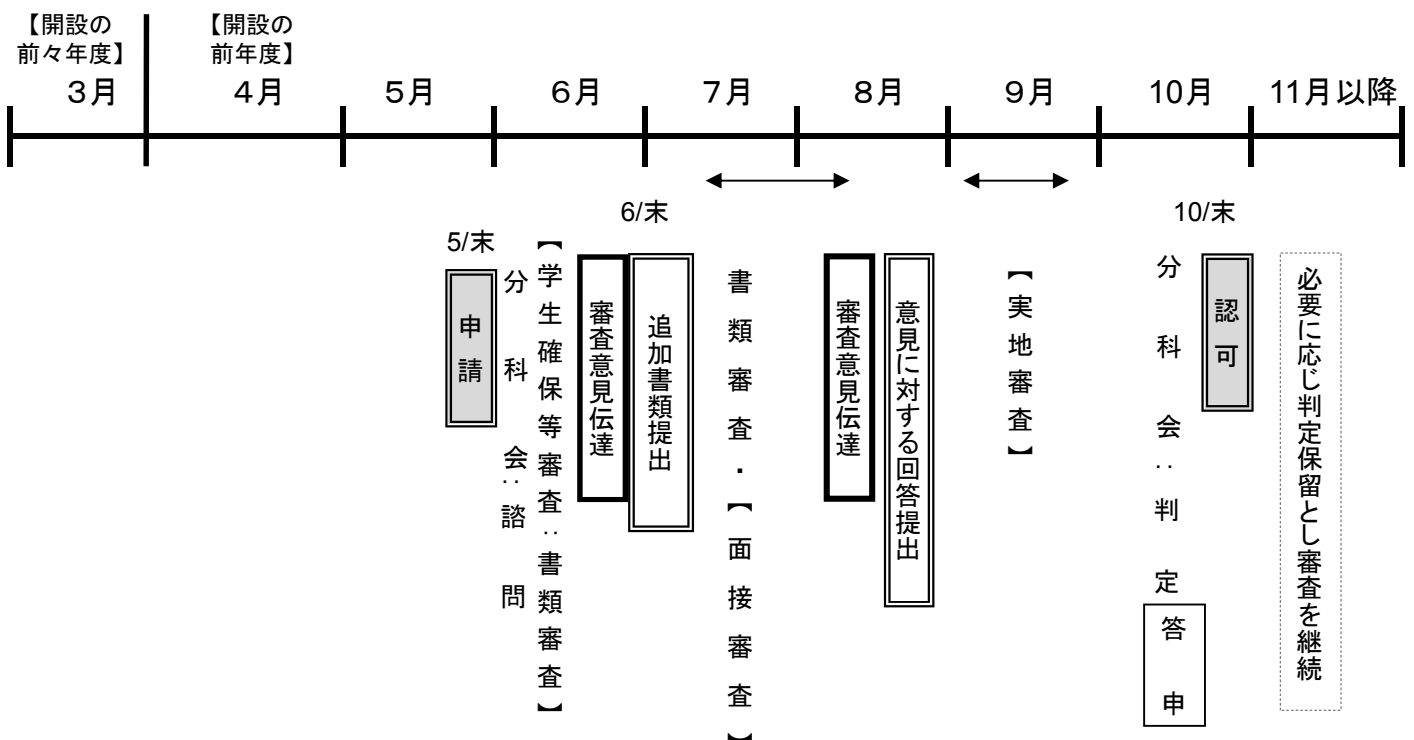 【開設の
前々年度】
【開設の
前年度】
3月
4月
5月
6月
7月
8月
9月
10月
11月以降
5/末
6/末
10/末
申請
分科会：諮問
【学生確保等審査：書類審査】
審査意見伝達
追加書類提出
書類審査・【面接審査】
審査意見伝達
意見に対する回答提出
【実地審査】
分科会：判定
答申
認可
必要に応じ判定保留とし審査を継続